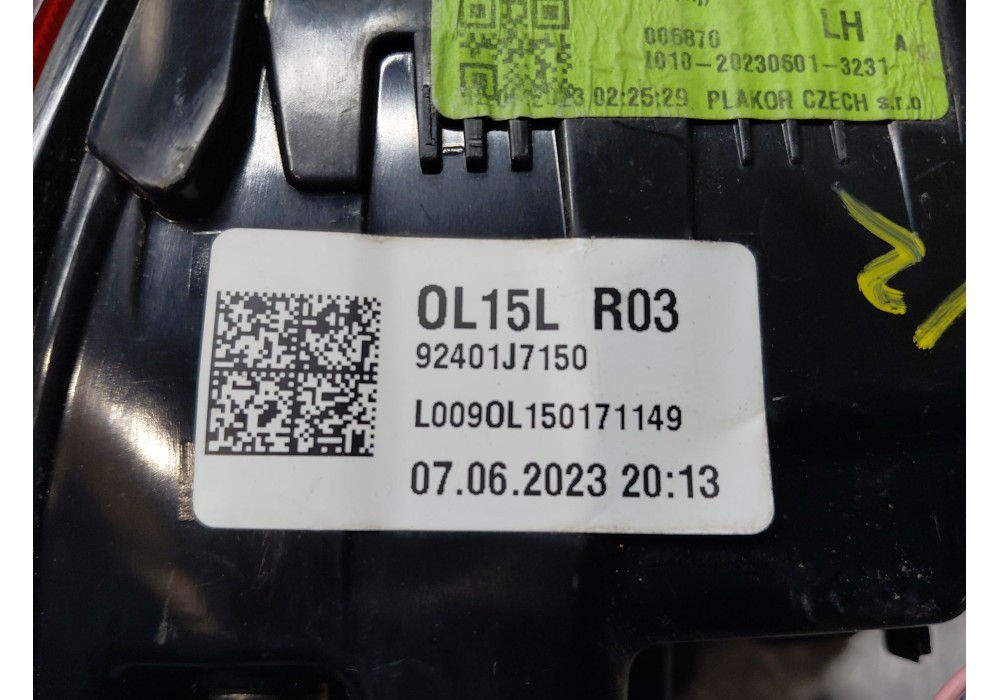 LH
006870
1010-20230601-3231
02:25:29 PLAKOR CZECH s.r.o
OL15L R03
92401J7150
L009OL150171149
07.06.2023 20:13